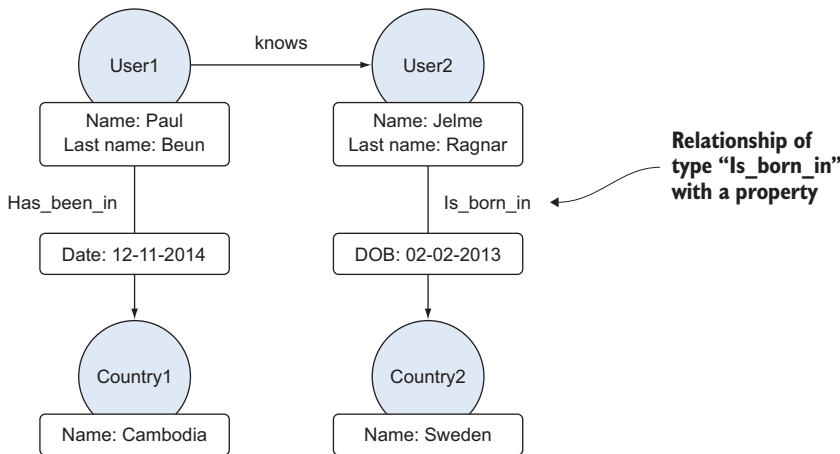 knows
User1
User2
Name: Paul
Last name: Beun
Name: Jelme
Last name: Ragnar
Relationship of
type “Is_born_in”
with a property
Has_been_in
Is_born_in
Date: 12-11-2014
DOB: 02-02-2013
Country1
Country2
Name: Cambodia
Name: Sweden